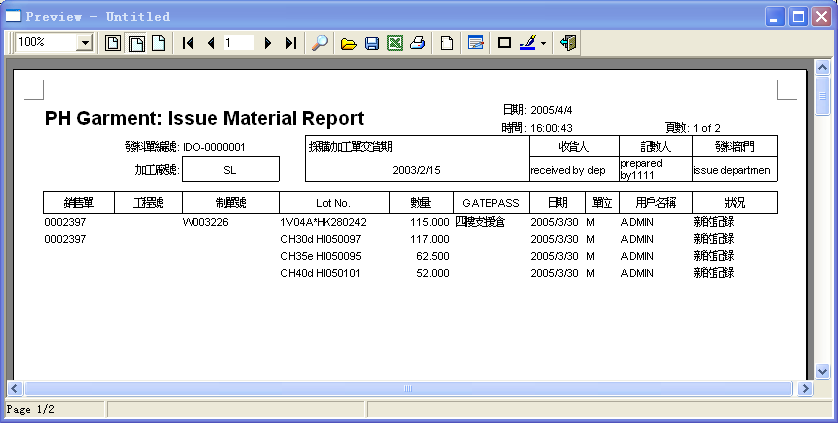 Preview - Untitled
100%
1
日期: 2005/4/4
PH Garment: Issue Material Report
時間: 16:00:43
頁數: 1 of 2
發料單編號: IDO-0000001
採購/加工單交貨期
收貨人 記數人 發料部門
加工廠號: SL
2003/2/15
received by dep
prepared by1111
issue departmen
銷售單 工程號 制單號 Lot No. 數量 GATEPASS 日期 單位 用戶名稱 狀況
0002397 W003226 1V04A*HK280242 115.000 四樓支援倉 2005/3/30 M ADMIN 新的記錄
0002397 CH30d HI050097 117.000 2005/3/30 M ADMIN 新的記錄
CH35e HI050095 62.500 2005/3/30 M ADMIN 新的記錄
CH40d HI050101 52.000 2005/3/30 M ADMIN 新的記錄
Page 1/2